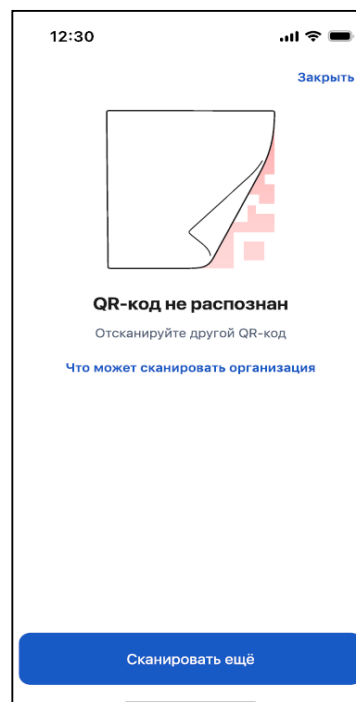 12:30
Закрыть
QR-код не распознан
Отсканируйте другой QR-код
Что может сканировать организация
Сканировать ещё